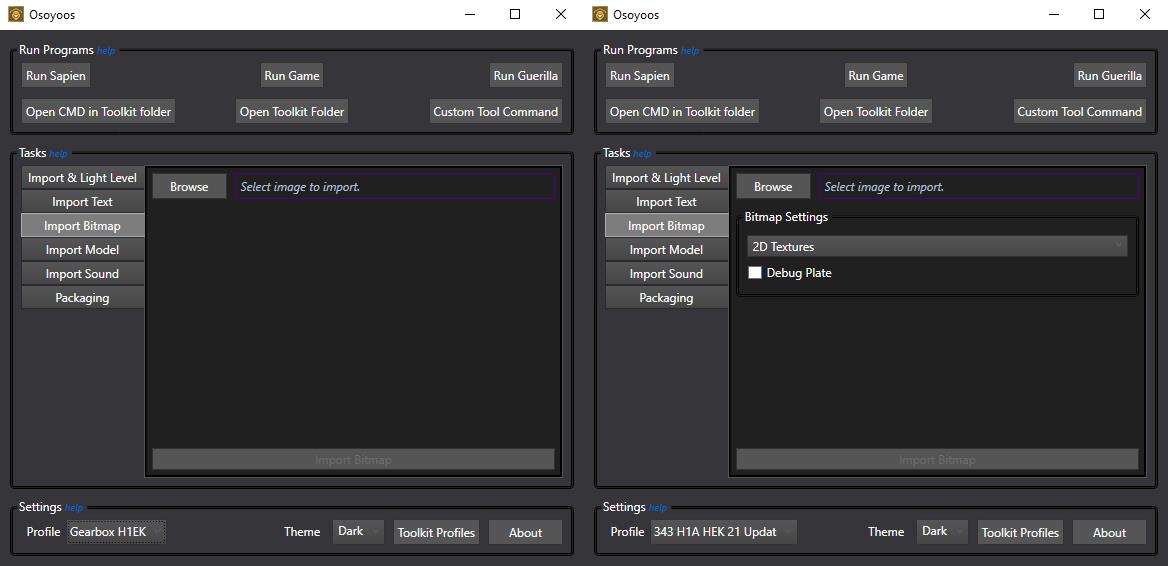 Osoyoos
Run Programs help
Run Sapien
Run Game
Run Guerilla
Open CMD in Toolkit folder
Open Toolkit Folder
Custom Tool Command
Tasks help
Import & Light Level
Import Text
Import Bitmap
Import Model
Import Sound
Packaging
Browse
Select image to import.
Import Bitmap
Settings help
Profile
Gearbox H1EK
Theme
Dark
Toolkit Profiles
About
Osoyoos
Run Programs help
Run Sapien
Run Game
Run Guerilla
Open CMD in Toolkit folder
Open Toolkit Folder
Custom Tool Command
Tasks help
Import & Light Level
Import Text
Import Bitmap
Import Model
Import Sound
Packaging
Browse
Select image to import.
Bitmap Settings
2D Textures
Debug Plate
Import Bitmap
Settings help
Profile
343 H1A HEK 21 Updat
Theme
Dark
Toolkit Profiles
About